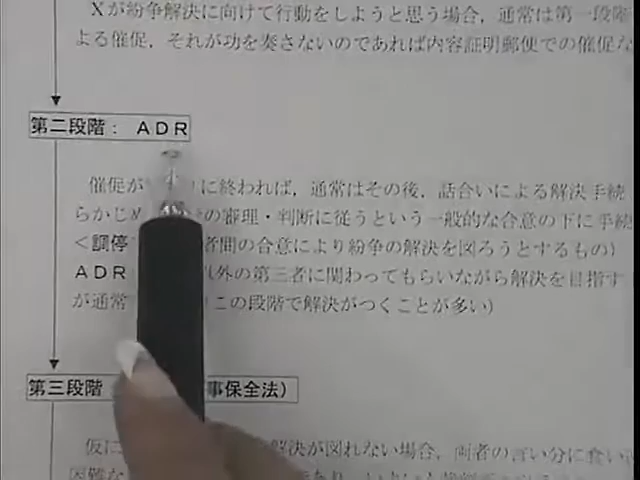 Xが紛争解決に向けて行動をしようと思う場合，通常は第一段階
よる催促，それが功を奏さないのであれば内容証明郵便での催促な
第二段階： ADR
催促が に終われば，通常はその後，話合いによる解決手続
らかじめ の審理・判断に従うという一般的な合意の下に手続
＜調停 者間の合意により紛争の解決を図ろうとするもの）
ADR 以外の第三者に関わってもらいながら解決を目指す
が通常 この段階で解決がつくことが多い）
第三段階 事保全法）
仮に 解決が図れない場合，両者の言い分に食い